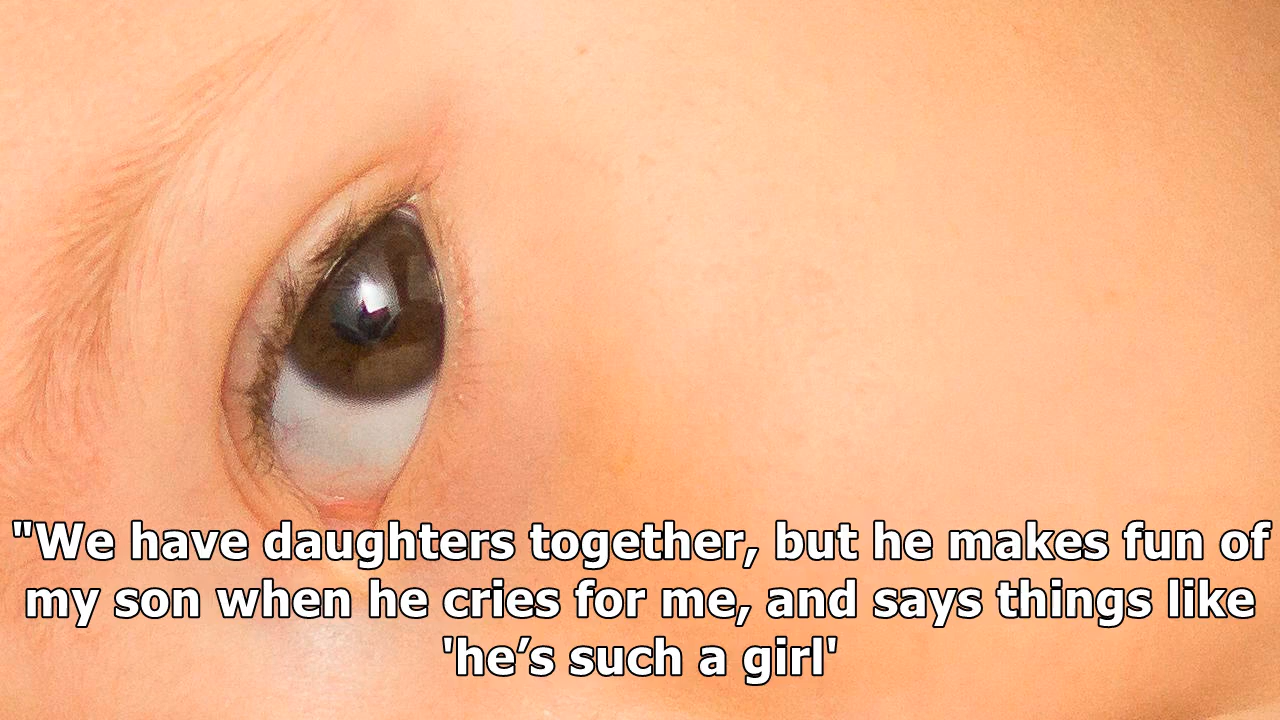 "We have daughters together, but he makes fun of
my son when he cries for me, and says things like
'he’s such a girl'